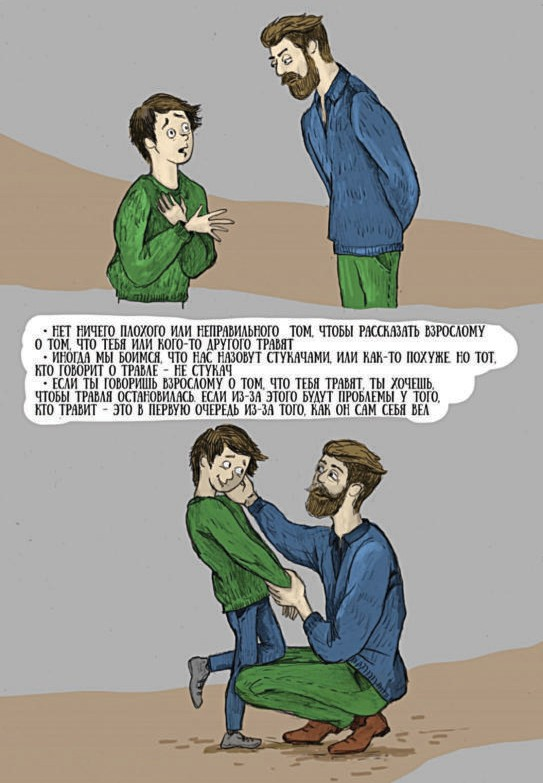 • НЕТ НИЧЕГО ПЛОХОГО ИЛИ НЕПРАВИЛЬНОГО ТОМ, ЧТОБЫ РАССКАЗАТЬ ВЗРОСЛОМУ
О ТОМ, ЧТО ТЕБЯ ИЛИ КОГО-ТО ДРУГОГО ТРАВЯТ
• ИНОГДА МЫ БОИМСЯ, ЧТО НАС НАЗОВУТ СТУКАЧАМИ, ИЛИ КАК-ТО ПОХУЖЕ. НО ТОТ,
КТО ГОВОРИТ О ТРАВЛЕ - НЕ СТУКАЧ
• ЕСЛИ ТЫ ГОВОРИШЬ ВЗРОСЛОМУ О ТОМ, ЧТО ТЕБЯ ТРАВЯТ, ТЫ ХОЧЕШЬ,
ЧТОБЫ ТРАВЛЯ ОСТАНОВИЛАСЬ. ЕСЛИ ИЗ-ЗА ЭТОГО БУДУТ ПРОБЛЕМЫ У ТОГО,
КТО ТРАВИТ - ЭТО В ПЕРВУЮ ОЧЕРЕДЬ ИЗ-ЗА ТОГО, КАК ОН САМ СЕБЯ ВЕЛ